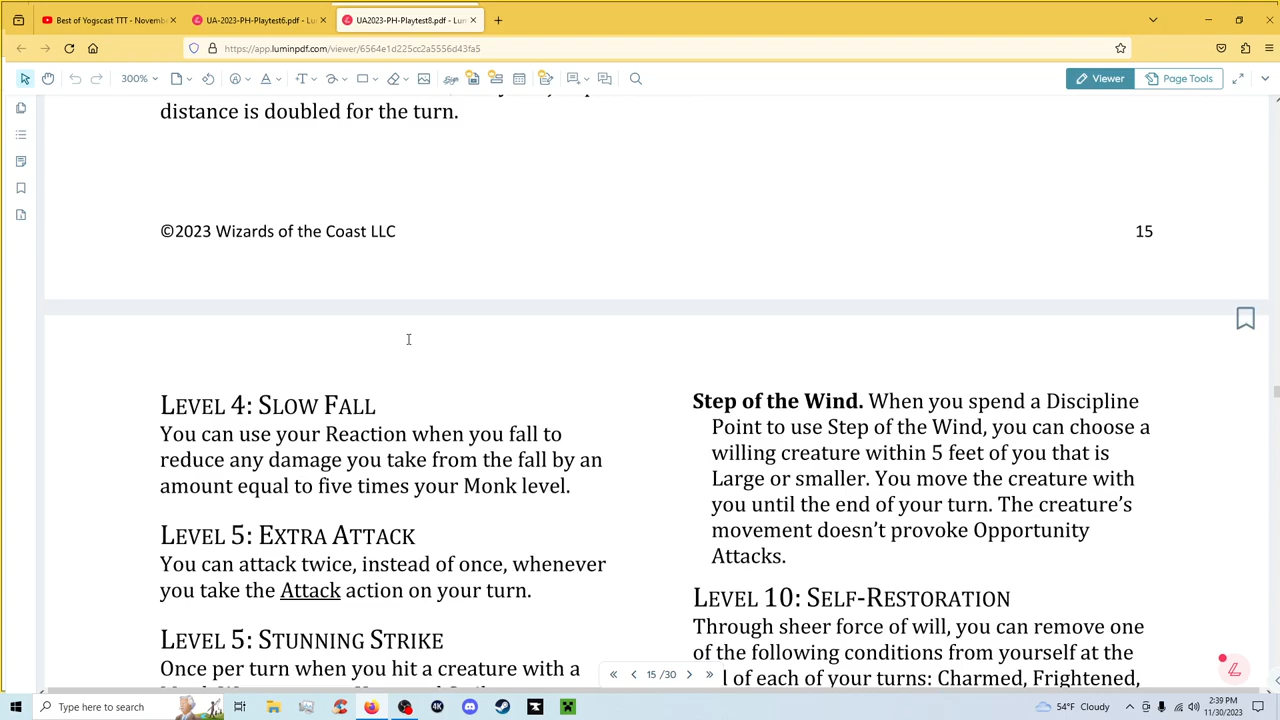 Best of Yogscast TTT - Novemb
UA-2023-PH-Playtest6.pdf - Lu
UA2023-PH-Playtest8.pdf - Lum
https://app.luminpdf.com/viewer/6564e1d225cc2a5556d43fa5
300%
Viewer
Page Tools
distance is doubled for the turn.
©2023 Wizards of the Coast LLC
15
LEVEL 4: SLOW FALL
You can use your Reaction when you fall to
reduce any damage you take from the fall by an
amount equal to five times your Monk level.
LEVEL 5: EXTRA ATTACK
You can attack twice, instead of once, whenever
you take the Attack action on your turn.
LEVEL 5: STUNNING STRIKE
Once per turn when you hit a creature with a
Step of the Wind. When you spend a Discipline
Point to use Step of the Wind, you can choose a
willing creature within 5 feet of you that is
Large or smaller. You move the creature with
you until the end of your turn. The creature's
movement doesn't provoke Opportunity
Attacks.
LEVEL 10: SELF-RESTORATION
Through sheer force of will, you can remove one
of the following conditions from yourself at the
of each of your turns: Charmed, Frightened,
15 /30
Type here to search
4K
54°F Cloudy
2:39 PM
11/30/2023